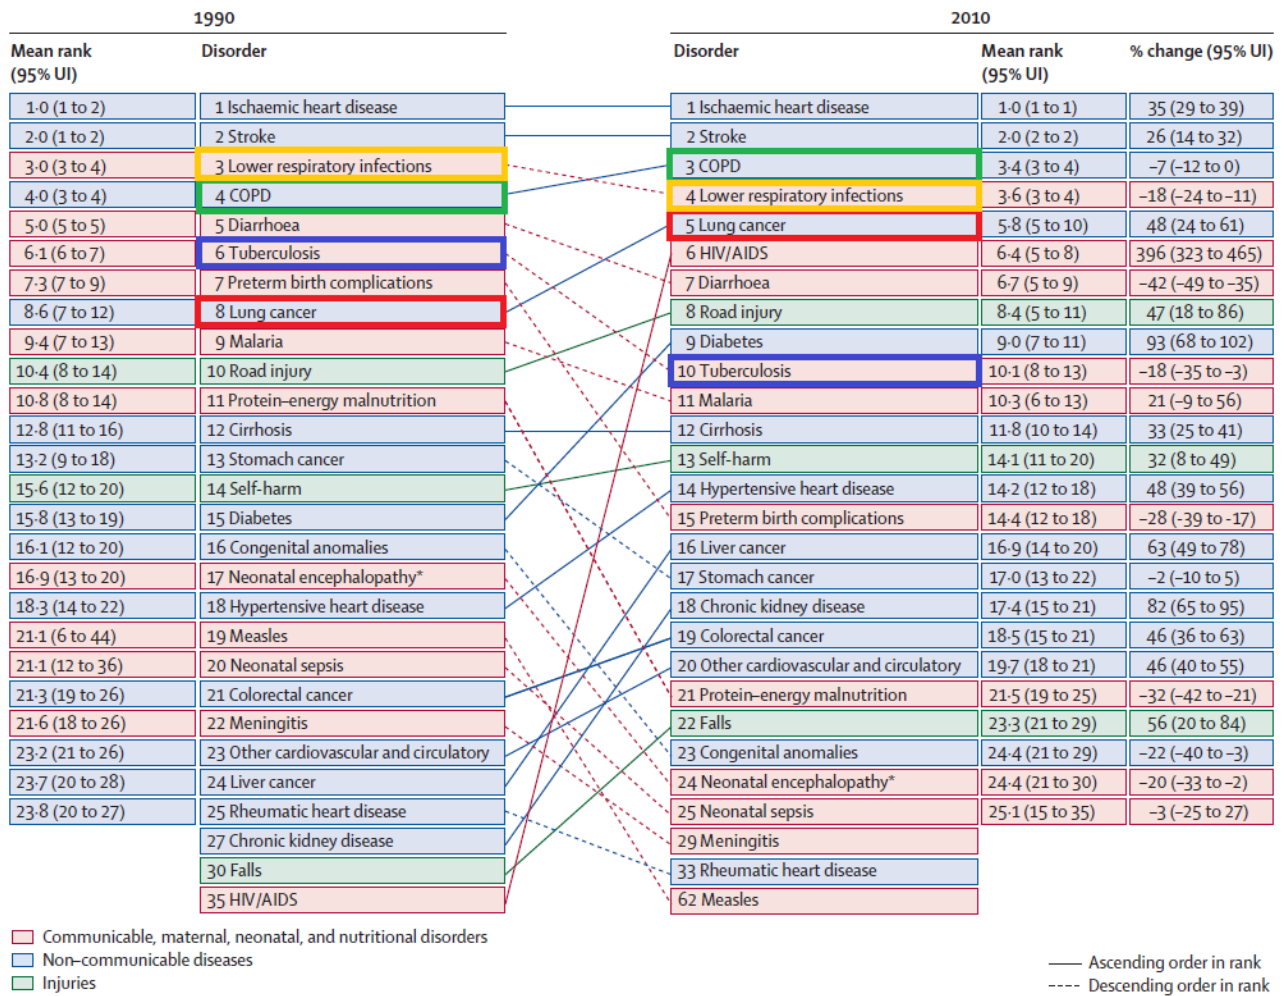 1990 2010
Mean rank Disorder Disorder Mean rank % change (95% UI)
(95% UI) (95% UI)
1·0 (1 to 2) 1 Ischaemic heart disease 1 Ischaemic heart disease 1·0 (1 to 1) 35 (29 to 39)
2·0 (1 to 2) 2 Stroke 2 Stroke 2·0 (2 to 2) 26 (14 to 32)
3·0 (3 to 4) 3 Lower respiratory infections 3 COPD 3·4 (3 to 4) –7 (–12 to 0)
4·0 (3 to 4) 4 COPD 4 Lower respiratory infections 3·6 (3 to 4) –18 (–24 to –11)
5·0 (5 to 5) 5 Diarrhoea 5 Lung cancer 5·8 (5 to 10) 48 (24 to 61)
6·1 (6 to 7) 6 Tuberculosis 6 HIV/AIDS 6·4 (5 to 8) 396 (323 to 465)
7·3 (7 to 9) 7 Preterm birth complications 7 Diarrhoea 6·7 (5 to 9) –42 (–49 to –35)
8·6 (7 to 12) 8 Lung cancer 8 Road injury 8·4 (5 to 11) 47 (18 to 86)
9·4 (7 to 13) 9 Malaria 9 Diabetes 9·0 (7 to 11) 93 (68 to 102)
10·4 (8 to 14) 10 Road injury 10 Tuberculosis 10·1 (8 to 13) –18 (–35 to –3)
10·8 (8 to 14) 11 Protein–energy malnutrition 11 Malaria 10·3 (6 to 13) 21 (–9 to 56)
12·8 (11 to 16) 12 Cirrhosis 12 Cirrhosis 11·8 (10 to 14) 33 (25 to 41)
13·2 (9 to 18) 13 Stomach cancer 13 Self-harm 14·1 (11 to 20) 32 (8 to 49)
15·6 (12 to 20) 14 Self-harm 14 Hypertensive heart disease 14·2 (12 to 18) 48 (39 to 56)
15·8 (13 to 19) 15 Diabetes 15 Preterm birth complications 14·4 (12 to 18) –28 (-39 to -17)
16·1 (12 to 20) 16 Congenital anomalies 16 Liver cancer 16·9 (14 to 20) 63 (49 to 78)
16·9 (13 to 20) 17 Neonatal encephalopathy* 17 Stomach cancer 17·0 (13 to 22) –2 (–10 to 5)
18·3 (14 to 22) 18 Hypertensive heart disease 18 Chronic kidney disease 17·4 (15 to 21) 82 (65 to 95)
21·1 (6 to 44) 19 Measles 19 Colorectal cancer 18·5 (15 to 21) 46 (36 to 63)
21·1 (12 to 36) 20 Neonatal sepsis 20 Other cardiovascular and circulatory 19·7 (18 to 21) 46 (40 to 55)
21·3 (19 to 26) 21 Colorectal cancer 21 Protein–energy malnutrition 21·5 (19 to 25) –32 (–42 to –21)
21·6 (18 to 26) 22 Meningitis 22 Falls 23·3 (21 to 29) 56 (20 to 84)
23·2 (21 to 26) 23 Other cardiovascular and circulatory 23 Congenital anomalies 24·4 (21 to 29) –22 (–40 to –3)
23·7 (20 to 28) 24 Liver cancer 24 Neonatal encephalopathy* 24·4 (21 to 30) –20 (–33 to –2)
23·8 (20 to 27) 25 Rheumatic heart disease 25 Neonatal sepsis 25·1 (15 to 35) –3 (–25 to 27)
27 Chronic kidney disease 29 Meningitis
30 Falls 33 Rheumatic heart disease
35 HIV/AIDS 62 Measles
Communicable, maternal, neonatal, and nutritional disorders
Non–communicable diseases Ascending order in rank
Injuries Descending order in rank